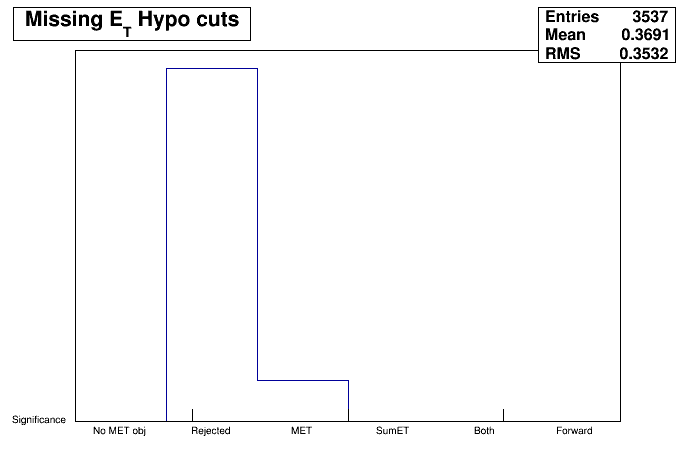 Missing E_T Hypo cuts
Entries 3537
Mean 0.3691
RMS 0.3532
Significance
No MET obj Rejected MET SumET Both Forward